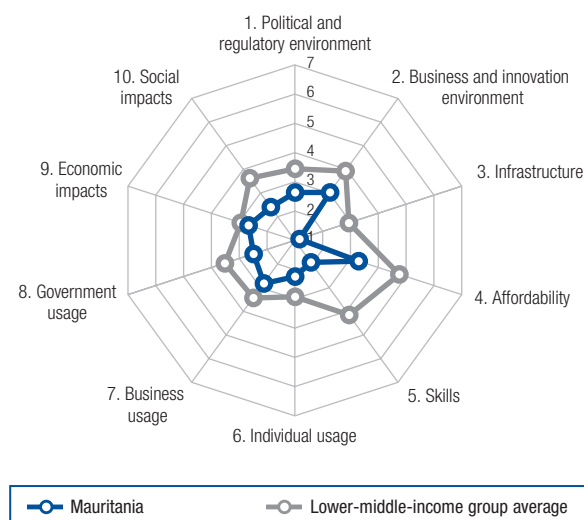 1. Political and
regulatory environment
10. Social
impacts
2. Business and innovation
environment
9. Economic
impacts
3. Infrastructure
8. Government
usage
4. Affordability
7. Business
usage
5. Skills
6. Individual usage
7
6
5
4
3
2
1
Mauritania
Lower-middle-income group average